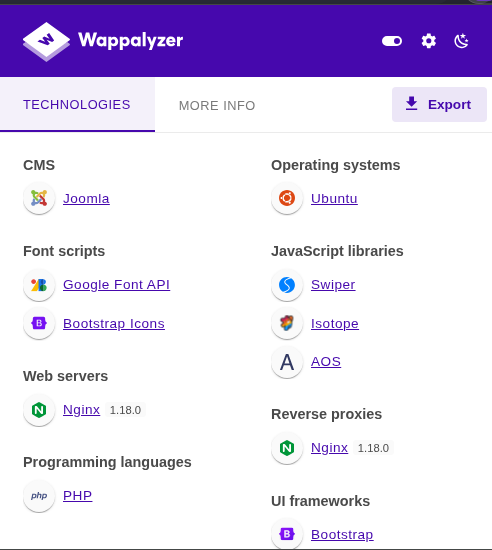 Wappalyzer
TECHNOLOGIES
MORE INFO
Export
CMS
Joomla
Font scripts
Google Font API
Bootstrap Icons
Web servers
Nginx 1.18.0
Programming languages
php PHP
Operating systems
Ubuntu
JavaScript libraries
Swiper
Isotope
A AOS
Reverse proxies
Nginx 1.18.0
UI frameworks
B Bootstrap